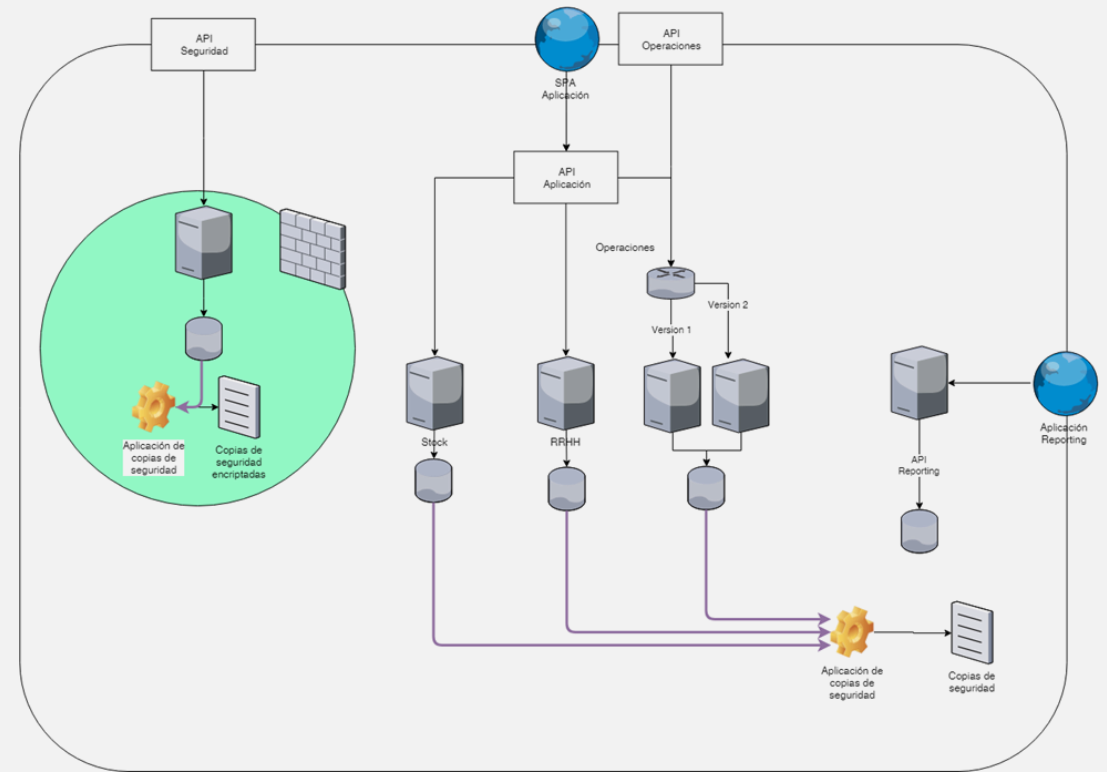 API
Seguridad
API
Operaciones
SPA
Aplicación
API
Aplicación
Operaciones
Version 2
Version 1
Stock
RRHH
Aplicación
Reporting
API
Reporting
Aplicación de
copias de
seguridad
Copias de
seguridad
encriptadas
Aplicación de
copias de
seguridad
Copias de
seguridad